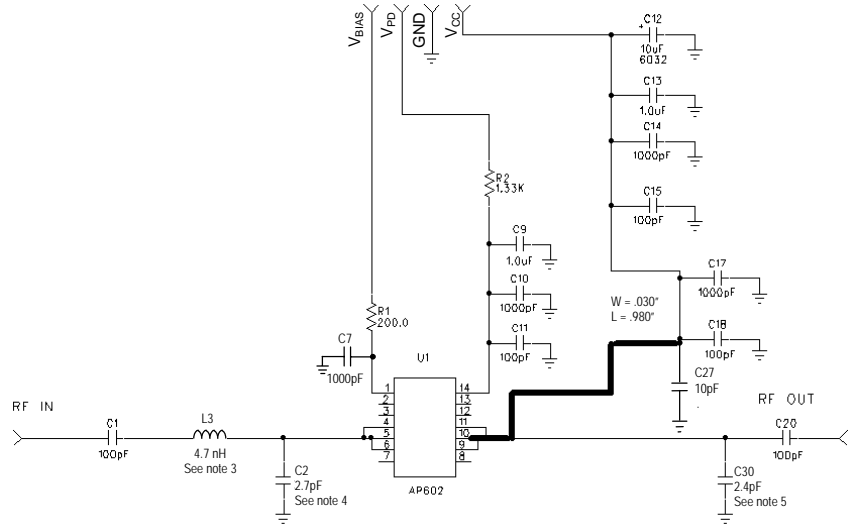 VBIAS
VPD
GND
VCC
C12
+
10uF
6032
C13
1.0uF
C14
1000pF
C15
100pF
R2
1.33K
C9
1.0uF
C10
1000pF
C11
100pF
C17
1000pF
W = .030"
L = .980"
C18
100pF
C27
10pF
R1
200.0
C7
1000pF
U1
1
2
3
4
5
6
7
14
13
12
11
10
9
8
AP602
RF IN
C1
100pF
L3
4.7 nH
See note 3
C2
2.7pF
See note 4
RF OUT
C20
100pF
C30
2.4pF
See note 5